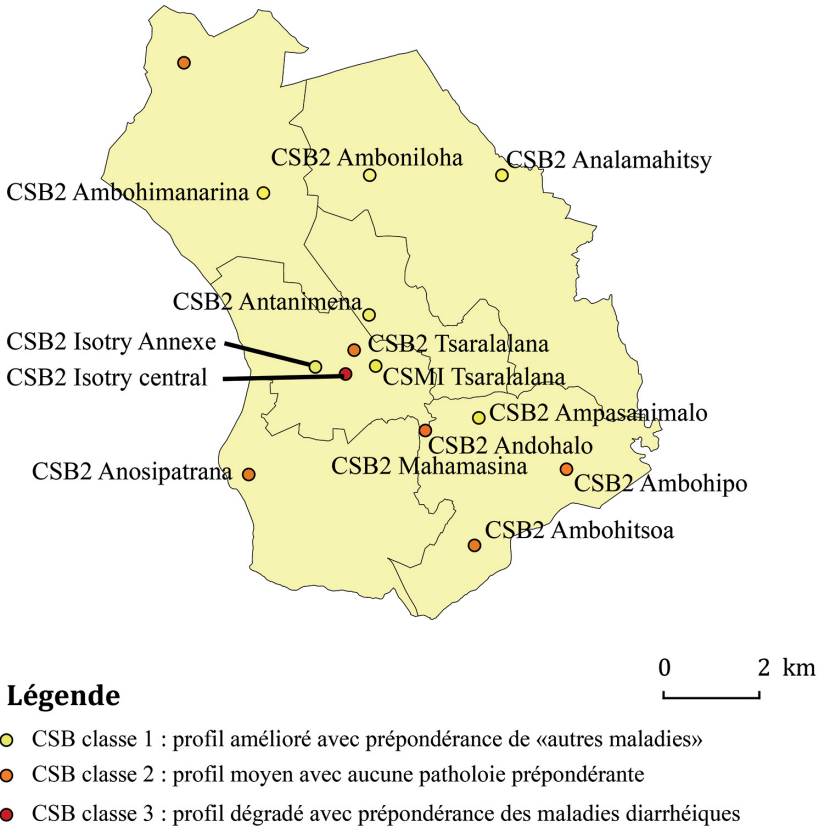 CSB2 Amboniloha
CSB2 Analamahitsy
CSB2 Ambohimanarina
CSB2 Antanimena
CSB2 Isotry Annexe
CSB2 Tsaralalana
CSB2 Isotry central
CSMI Tsaralalana
CSB2 Ampasanimalo
CSB2 Andohalo
CSB2 Mahamasina
CSB2 Anosipatrana
CSB2 Ambohipo
CSB2 Ambohitsoa
0 2 km
Légende
CSB classe 1 : profil amélioré avec prépondérance de «autres maladies»
CSB classe 2 : profil moyen avec aucune patholoie prépondérante
CSB classe 3 : profil dégradé avec prépondérance des maladies diarrhéiques